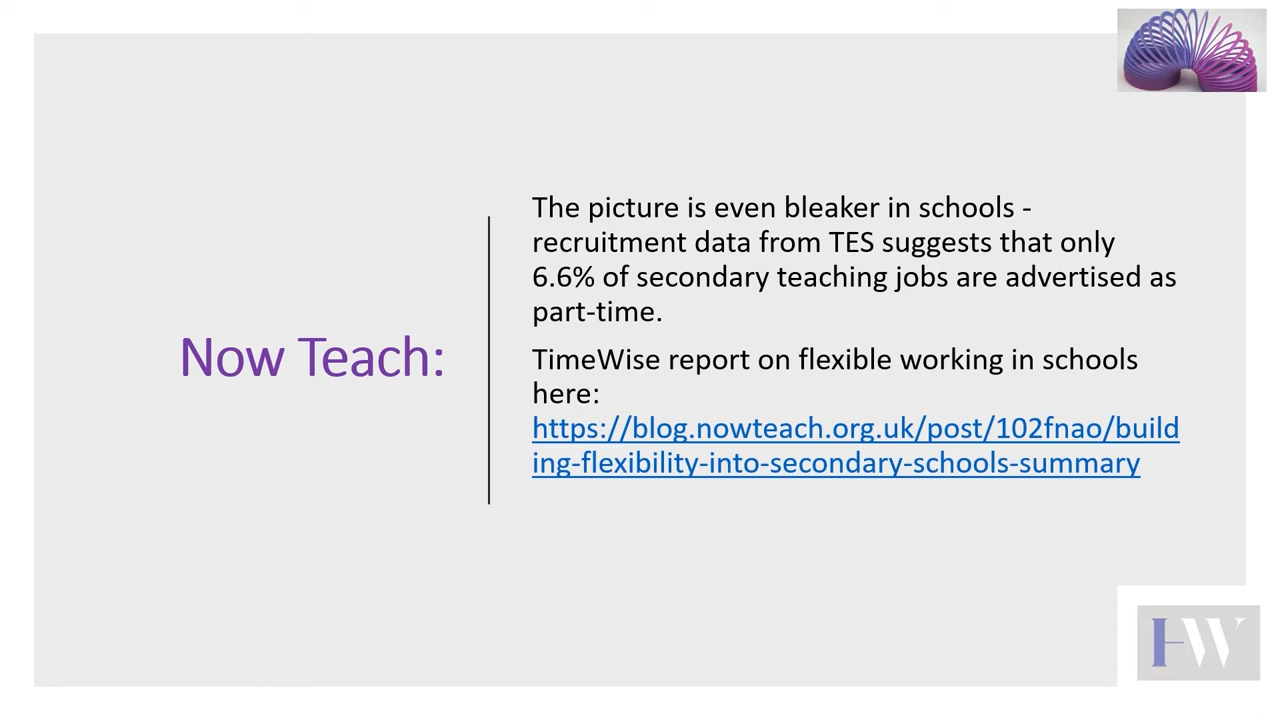 Now Teach:
The picture is even bleaker in schools -
recruitment data from TES suggests that only
6.6% of secondary teaching jobs are advertised as
part-time.
TimeWise report on flexible working in schools
here:
https://blog.nowteach.org.uk/post/102fnao/build
ing-flexibility-into-secondary-schools-summary
HW